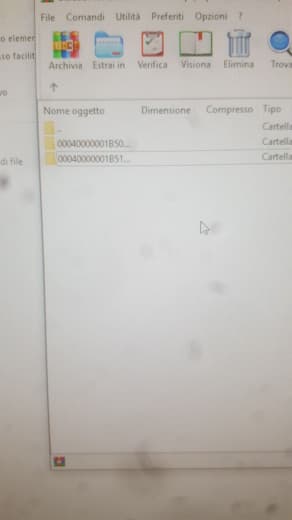 File Comandi Utilità Preferiti Opzioni ?
Archivia Estrai in Verifica Visiona Elimina Trova
Nome oggetto Dimensione Compresso Tipo
.. Cartella
00040000001B50... Cartella
00040000001B51... Cartella
o elemen
so facilit
vo
di file